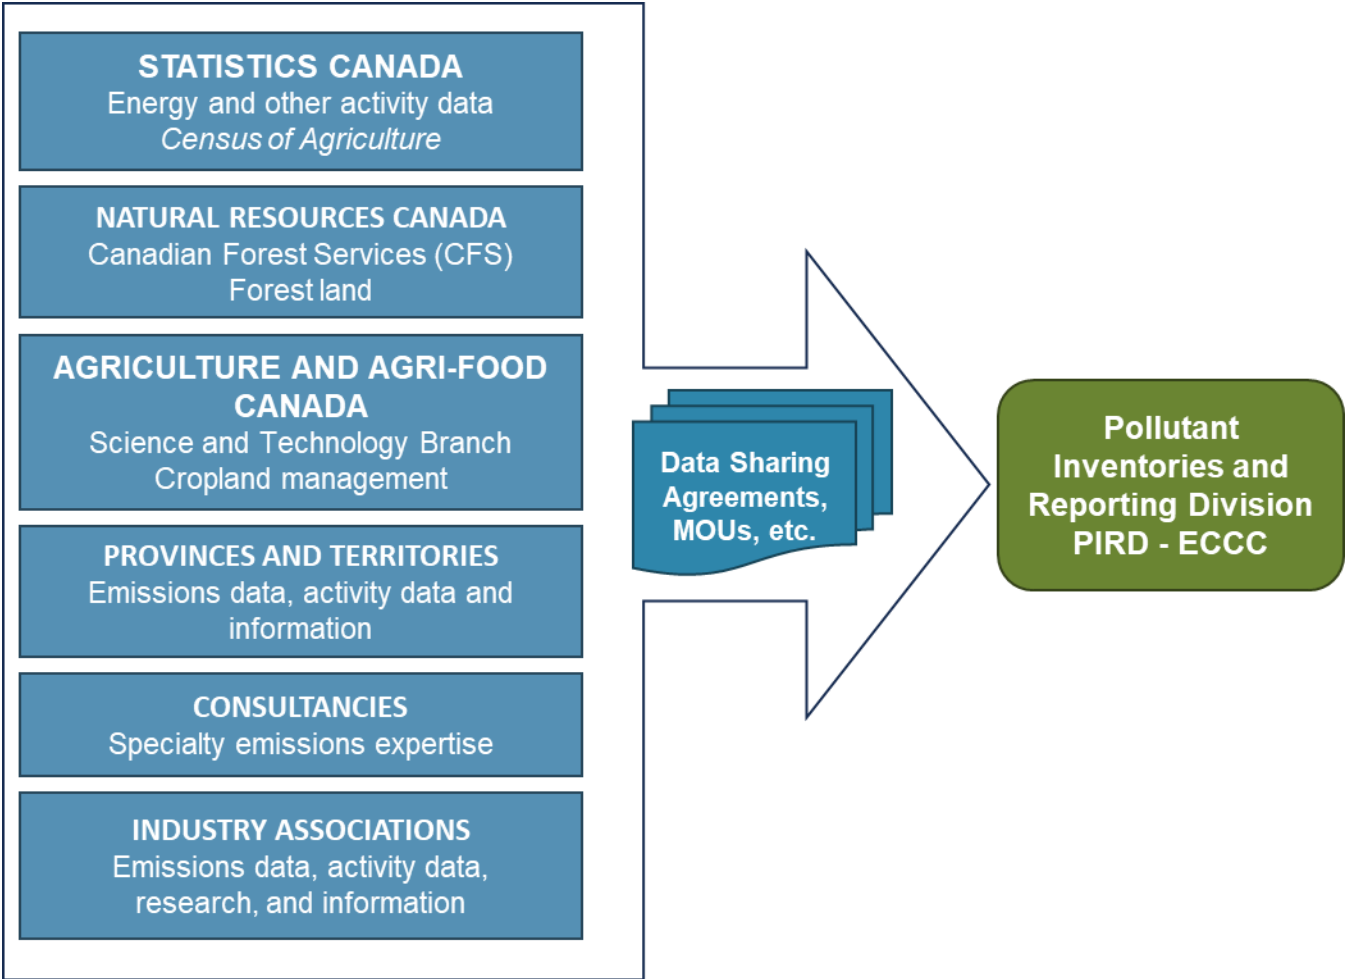 STATISTICS CANADA
Energy and other activity data
Census of Agriculture
NATURAL RESOURCES CANADA
Canadian Forest Services (CFS)
Forest land
AGRICULTURE AND AGRI-FOOD
CANADA
Science and Technology Branch
Cropland management
PROVINCES AND TERRITORIES
Emissions data, activity data and
information
CONSULTANCIES
Specialty emissions expertise
INDUSTRY ASSOCIATIONS
Emissions data, activity data,
research, and information
Data Sharing
Agreements,
MOUs, etc.
Pollutant
Inventories and
Reporting Division
PIRD - ECCC